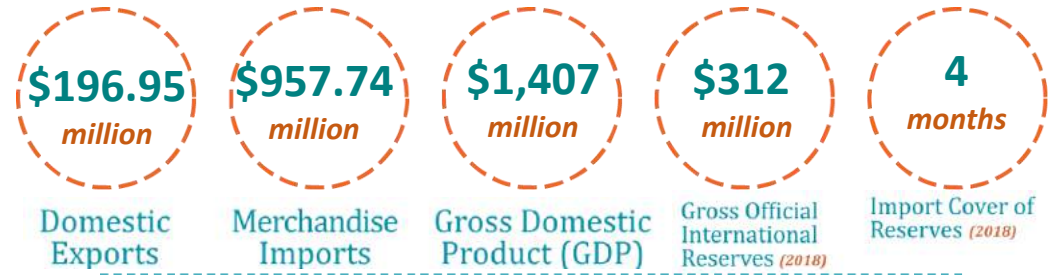 $196.95
million
Domestic
Exports
$957.74
million
Merchandise
Imports
$1,407
million
Gross Domestic
Product (GDP)
$312
million
Gross Official
International
Reserves (2018)
4
months
Import Cover of
Reserves (2018)